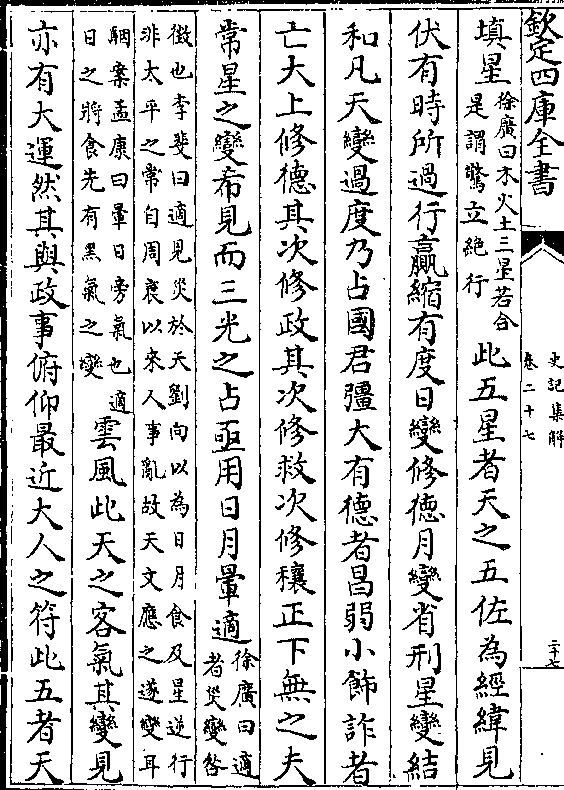 欽定四庫全書
史記集解
卷二十七
二十七
填星徐廣曰木火土三星若合是謂驚立絶行此五星者天之五佐為經緯見
伏有時所過行贏縮有度日變修德月變省刑星變結
和凡天變過度乃占國君彊大有德者昌弱小飾詐者
亡大上修德其次修政其次修救次修穰正下無之夫
常星之變希見而三光之占亟用日月暈適徐廣曰適者災變咎
徵也李斐曰適見災於天劉向以為日月食及星逆行非太平之常自周衰以來人事亂故天文應之遂變耳
駰案孟康曰暈日旁氣也適日之將食先有黑氣之變雲風此天之客氣其變見
亦有大運然其與政事俯仰最近大人之符此五者天